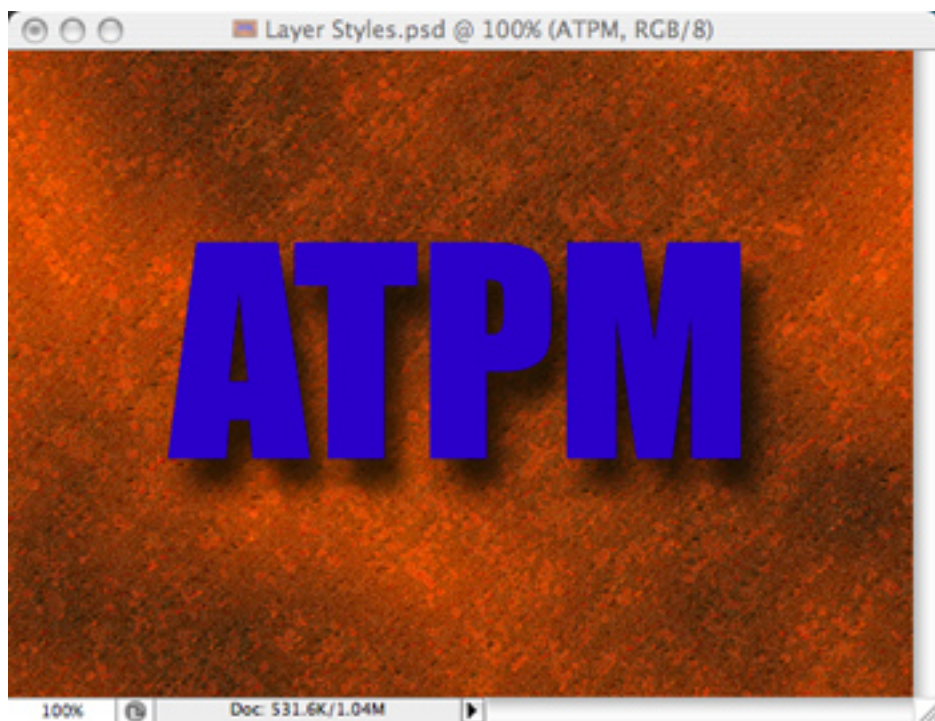 Layer Styles.psd @ 100% (ATPM, RGB/8)
ATPM
100% Doc: 531.6K/1.04M